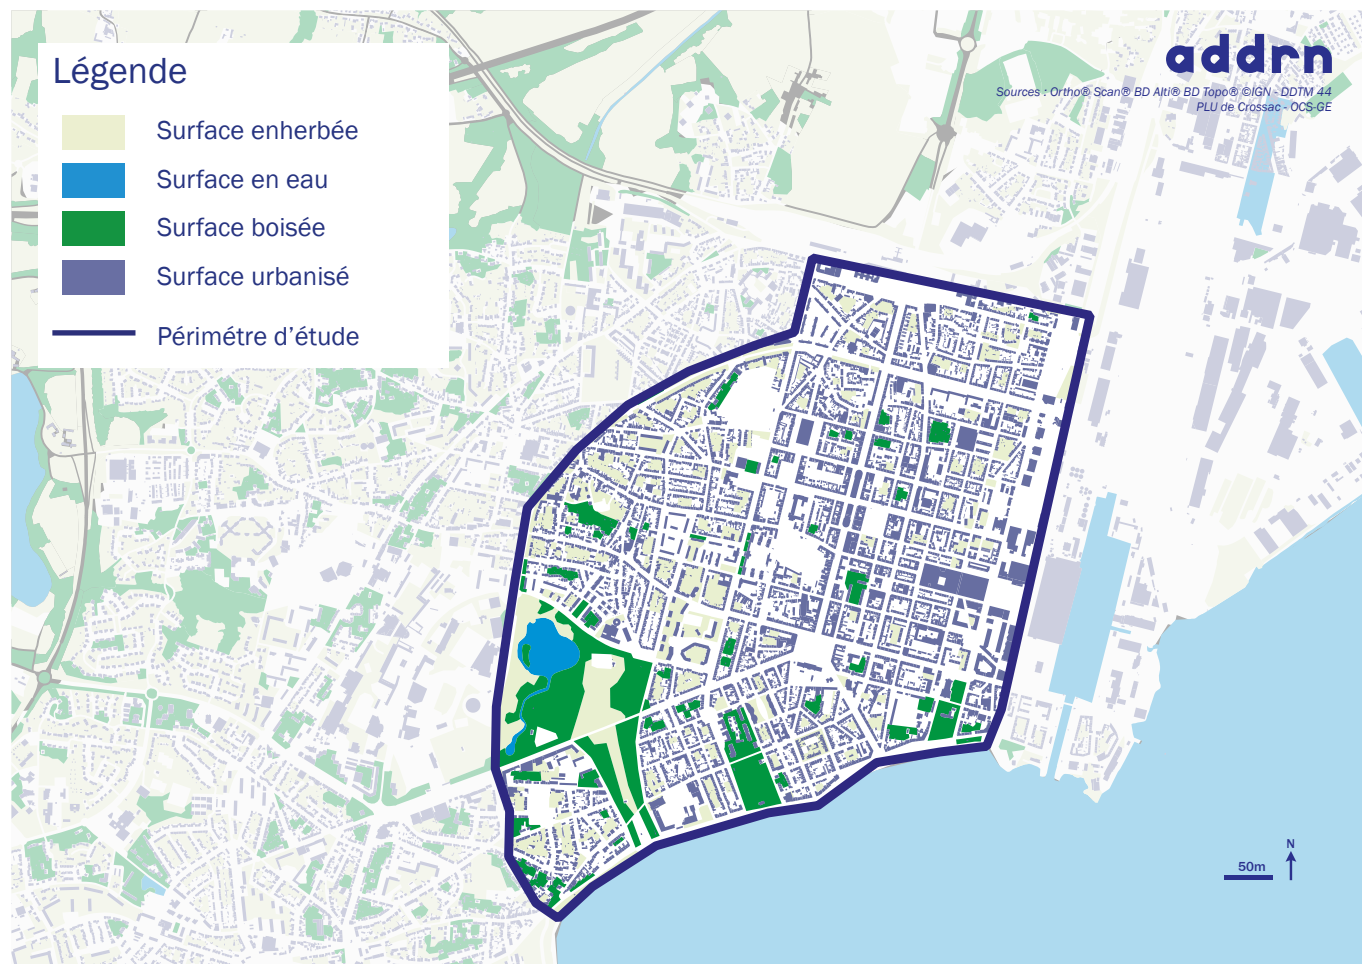 Légende
Surface enherbée
Surface en eau
Surface boisée
Surface urbanisé
Périmétre d'étude
addrn
Sources : Ortho® Scan® BD Alti® BD Topo® ©IGN - DDTM 44
PLU de Crossac - OCS-GE
N
50m